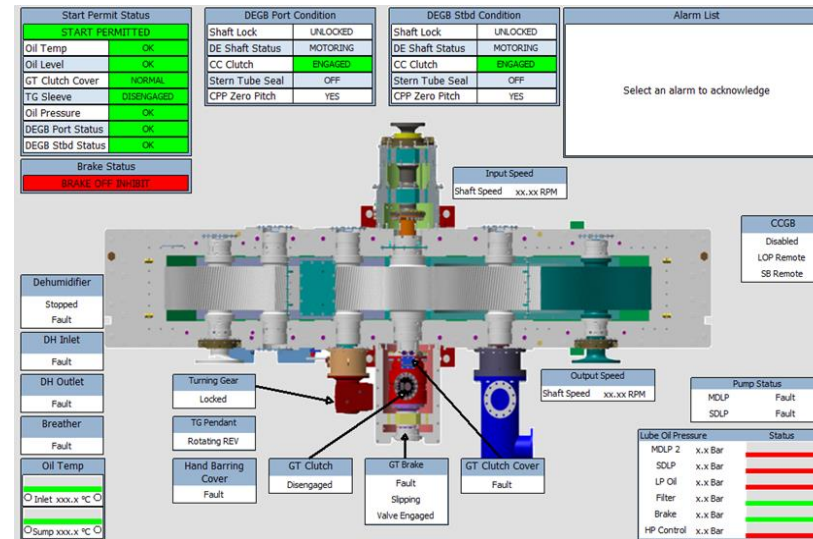 Start Permit Status
START PERMITTED
Oil Temp OK
Oil Level OK
GT Clutch Cover NORMAL
TG Sleeve DISENGAGED
Oil Pressure OK
DEGB Port Status OK
DEGB Stbd Status OK
Brake Status
BRAKE OFF INHIBIT
DEGB Port Condition
Shaft Lock UNLOCKED
DE Shaft Status MOTORING
CC Clutch ENGAGED
Stern Tube Seal OFF
CPP Zero Pitch YES
DEGB Stbd Condition
Shaft Lock UNLOCKED
DE Shaft Status MOTORING
CC Clutch ENGAGED
Stern Tube Seal OFF
CPP Zero Pitch YES
Alarm List
Select an alarm to acknowledge
Input Speed
Shaft Speed xx.xx RPM
CCGB
Disabled
LOP Remote
SB Remote
Dehumidifier
Stopped
Fault
DH Inlet
Fault
DH Outlet
Fault
Breather
Fault
Oil Temp
Inlet xxx.x ºC
Sump xxx.x ºC
Turning Gear
Locked
TG Pendant
Rotating REV
Hand Barring
Cover
Fault
GT Clutch
Disengaged
GT Brake
Fault
Slipping
Valve Engaged
GT Clutch Cover
Fault
Output Speed
Shaft Speed xx.xx RPM
Pump Status
MDLP Fault
SDLP Fault
Lube Oil Pressure Status
MDLP 2 x.x Bar
SDLP x.x Bar
LP Oil x.x Bar
Filter x.x Bar
Brake x.x Bar
HP Control x.x Bar